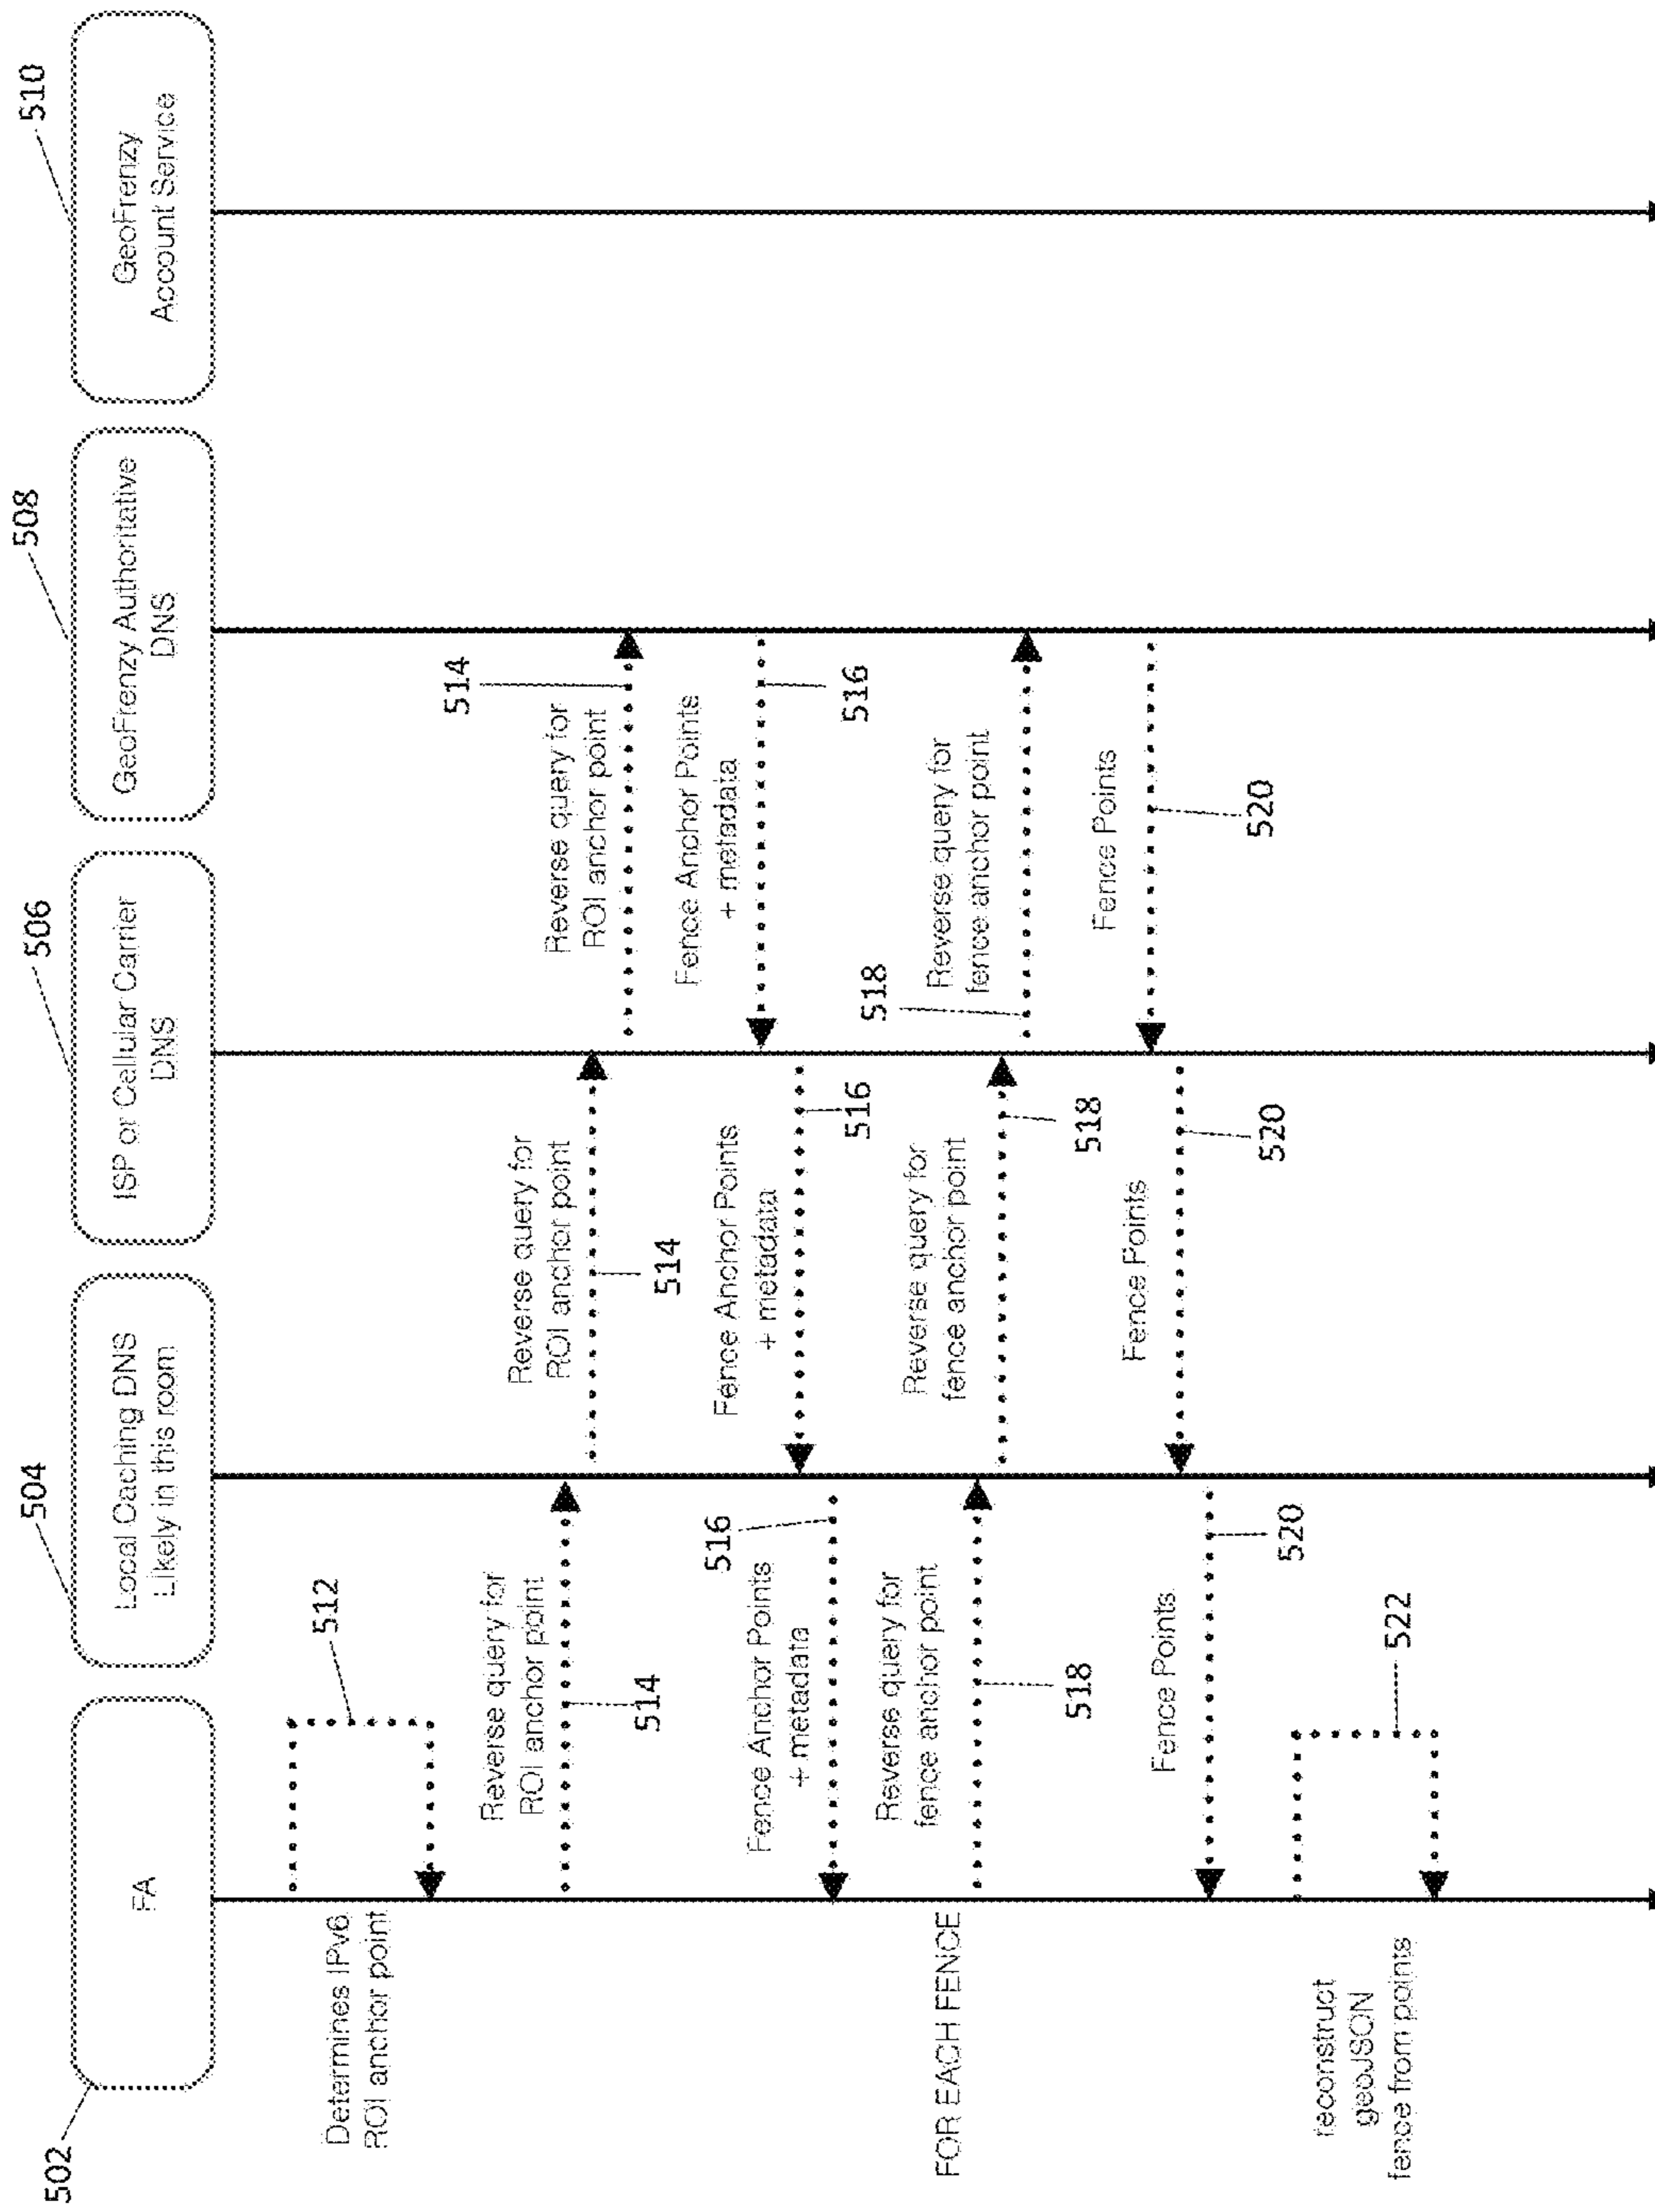 502
FA
504
Local Caching DNS
Likely in this room
506
ISP or Cellular Carrier
DNS
508
GeoFrenzy Authoritative
DNS
510
GeoFrenzy
Account Service
Determines IPv6
ROI anchor point
512
Reverse query for
ROI anchor point
514
Reverse query for
ROI anchor point
514
Reverse query for
ROI anchor point
514
Fence Anchor Points
+ metadata
516
Fence Anchor Points
+ metadata
516
Fence Anchor Points
+ metadata
516
FOR EACH FENCE
Reverse query for
fence anchor point
518
Reverse query for
fence anchor point
518
Reverse query for
fence anchor point
518
Fence Points
520
Fence Points
520
Fence Points
520
reconstruct
geoJSON
fence from points
522